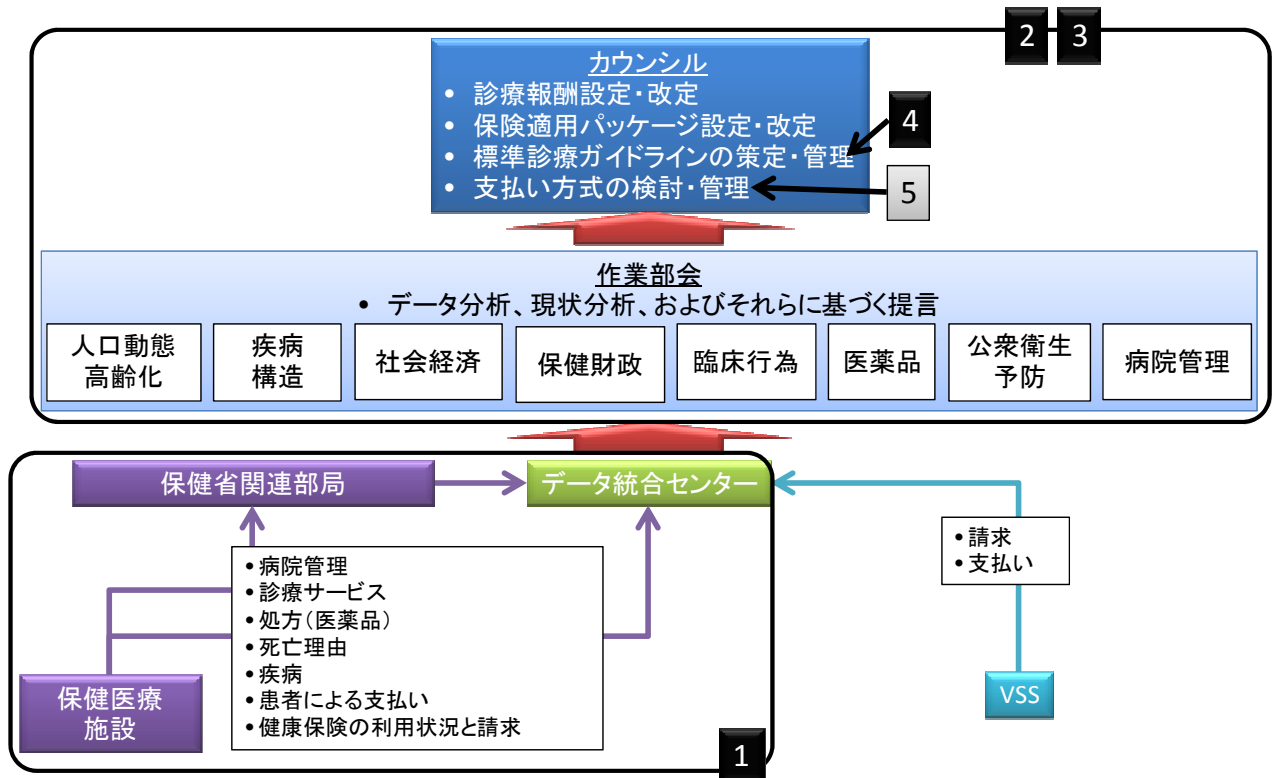 2 3
カウンシル
• 診療報酬設定・改定
• 保険適用パッケージ設定・改定
• 標準診療ガイドラインの策定・管理
• 支払い方式の検討・管理
4
5
作業部会
• データ分析、現状分析、およびそれらに基づく提言
人口動態
高齢化
疾病
構造
社会経済
保健財政
臨床行為
医薬品
公衆衛生
予防
病院管理
保健省関連部局
データ統合センター
• 病院管理
• 診療サービス
• 処方（医薬品）
• 死亡理由
• 疾病
• 患者による支払い
• 健康保険の利用状況と請求
保健医療
施設
1
• 請求
• 支払い
VSS